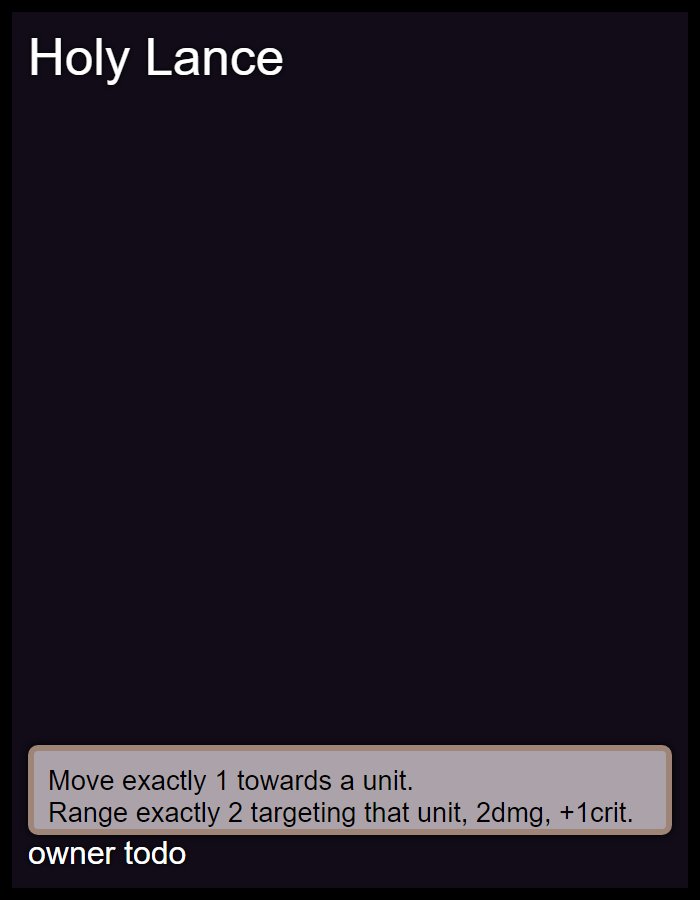 Holy Lance
Move exactly 1 towards a unit.
Range exactly 2 targeting that unit, 2dmg, +1crit.
owner todo